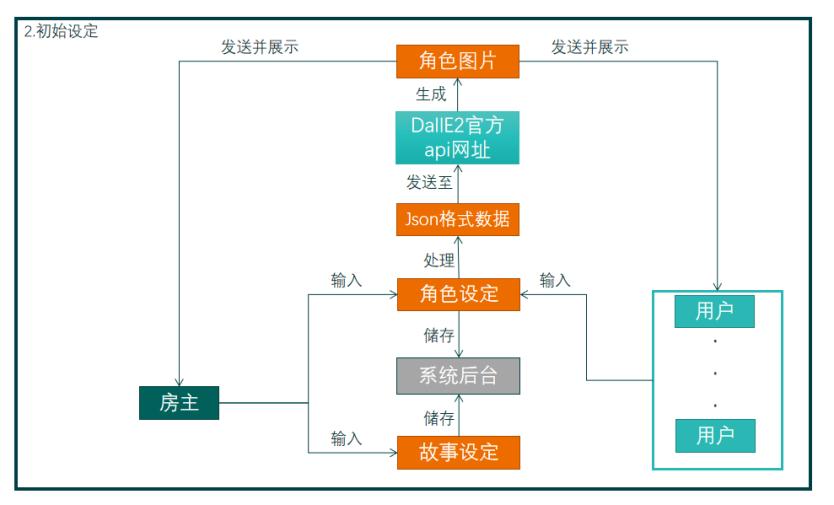 2.初始设定
发送并展示
角色图片
发送并展示
生成
DallE2官方
api网址
发送至
Json格式数据
处理
输入
角色设定
输入
用户
储存
系统后台
房主
储存
用户
输入
故事设定